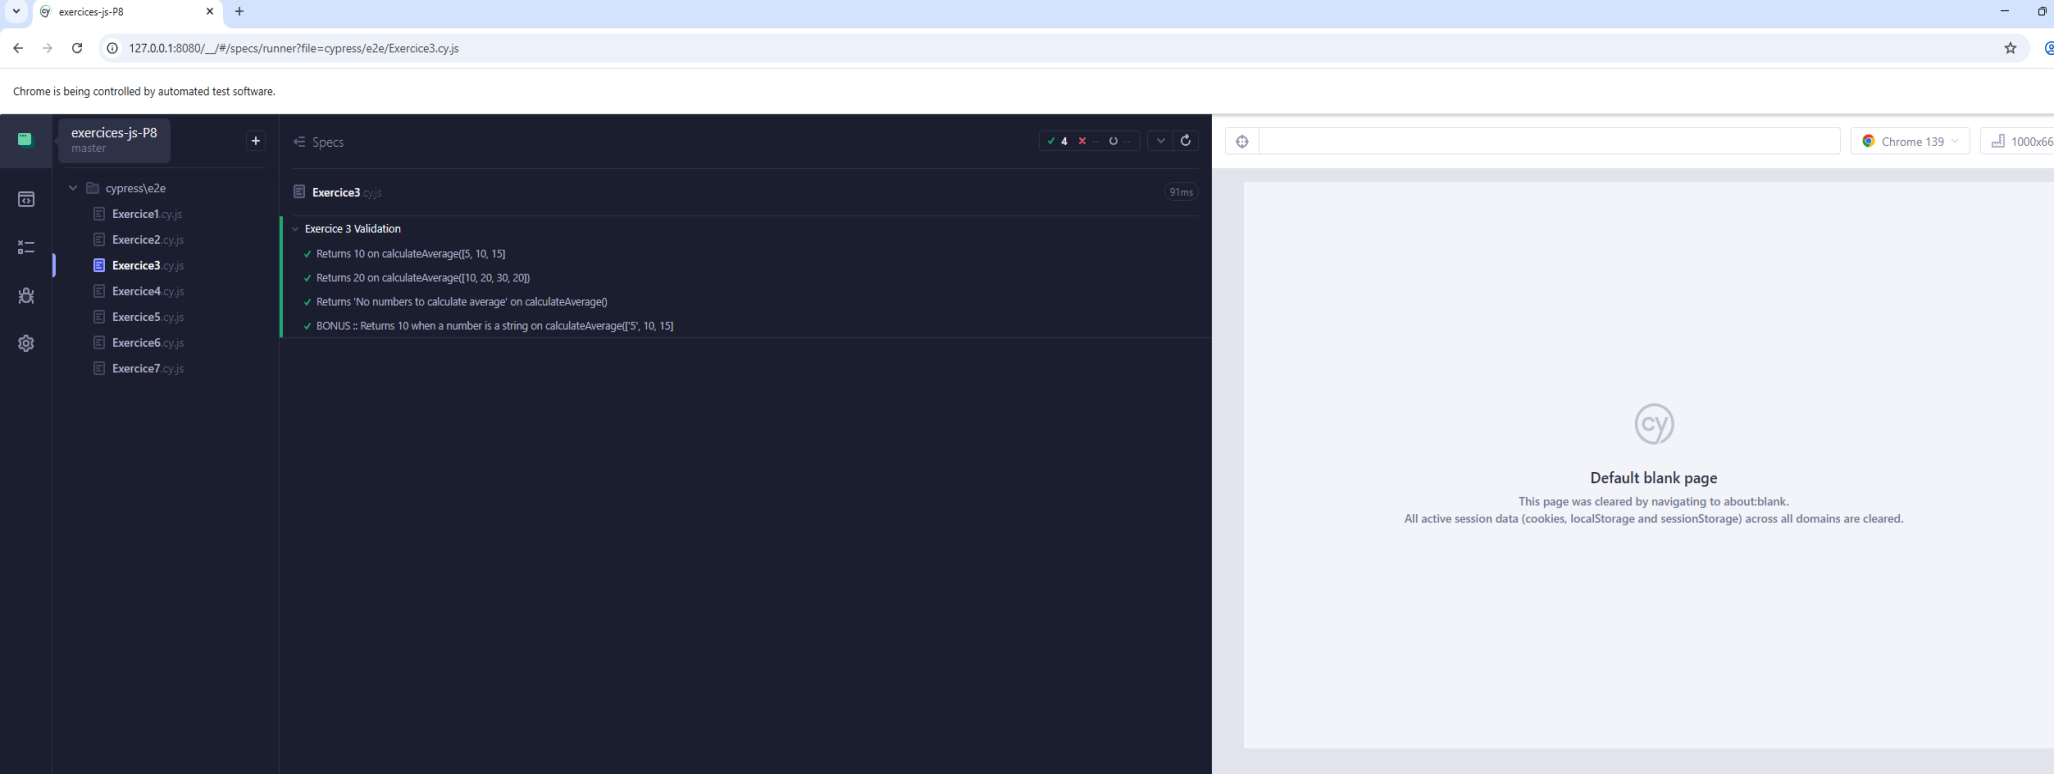 exercices-js-P8
127.0.0.1:8080/__/#/specs/runner?file=cypress/e2e/Exercice3.cy.js
Chrome is being controlled by automated test software.
exercices-js-P8
master
cypress\e2e
Exercice1.cy.js
Exercice2.cy.js
Exercice3.cy.js
Exercice4.cy.js
Exercice5.cy.js
Exercice6.cy.js
Exercice7.cy.js
Specs
4 -- --
Exercice3.cy.js
91ms
Exercice 3 Validation
Returns 10 on calculateAverage([5, 10, 15]
Returns 20 on calculateAverage([10, 20, 30, 20])
Returns 'No numbers to calculate average' on calculateAverage()
BONUS :: Returns 10 when a number is a string on calculateAverage(['5', 10, 15]
Chrome 139
1000x66
cy
Default blank page
This page was cleared by navigating to about:blank.
All active session data (cookies, localStorage and sessionStorage) across all domains are cleared.